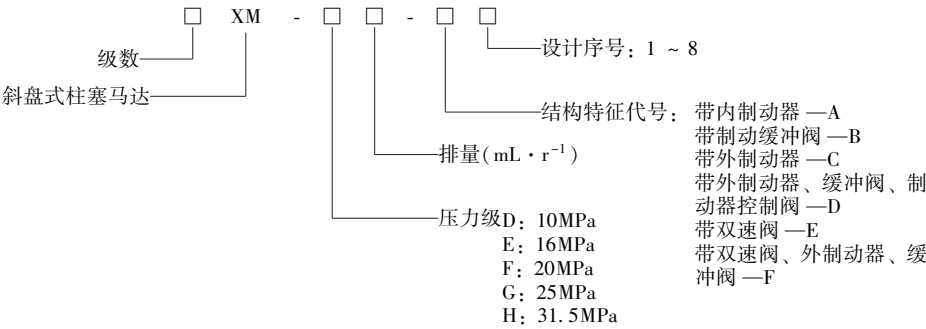 □ XM - □ □ - □ □
设计序号：1 ~ 8
级数
斜盘式柱塞马达
结构特征代号：带内制动器 —A
带制动缓冲阀 —B
带外制动器 —C
带外制动器、缓冲阀、制
动器控制阀 —D
带双速阀 —E
带双速阀、外制动器、缓
冲阀 —F
排量(mL·r⁻¹)
压力级D：10MPa
E：16MPa
F：20MPa
G：25MPa
H：31.5MPa